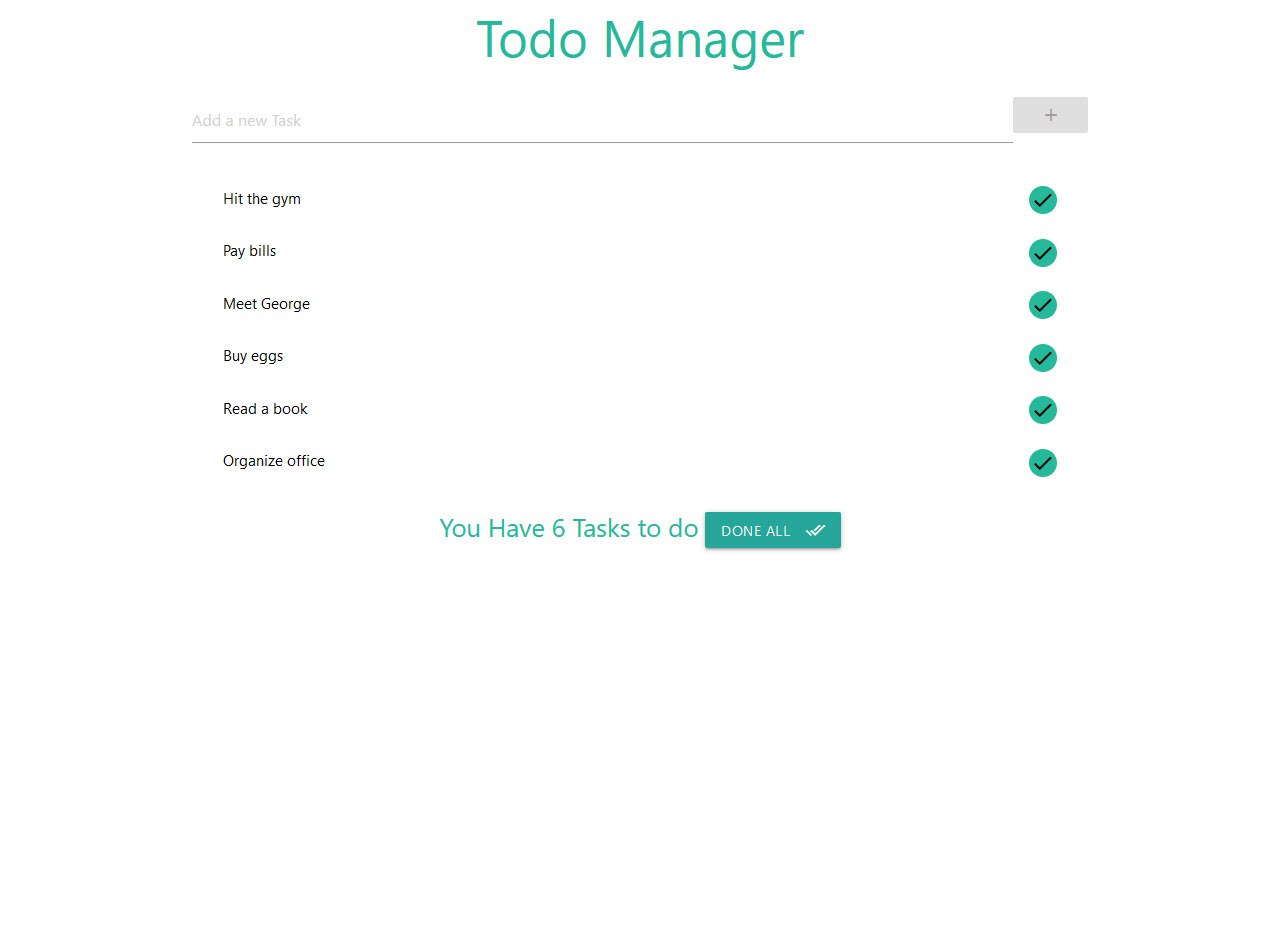 Todo Manager
Add a new Task
+
Hit the gym
Pay bills
Meet George
Buy eggs
Read a book
Organize office
You Have 6 Tasks to do DONE ALL